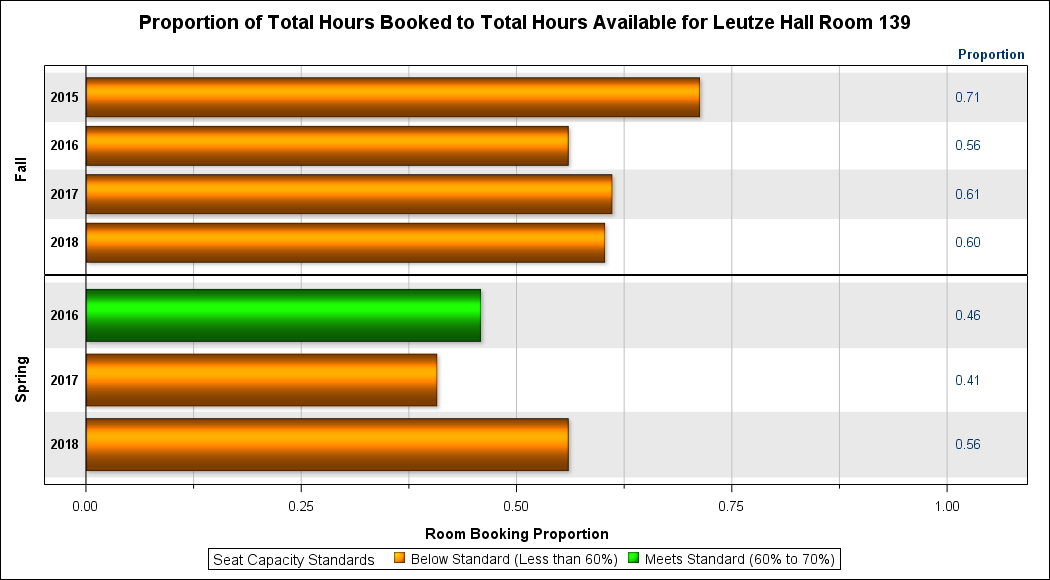 Proportion of Total Hours Booked to Total Hours Available for Leutze Hall Room 139
Proportion
Fall
2015 0.71
2016 0.56
2017 0.61
2018 0.60
Spring
2016 0.46
2017 0.41
2018 0.56
0.00 0.25 0.50 0.75 1.00
Room Booking Proportion
Seat Capacity Standards Below Standard (Less than 60%) Meets Standard (60% to 70%)